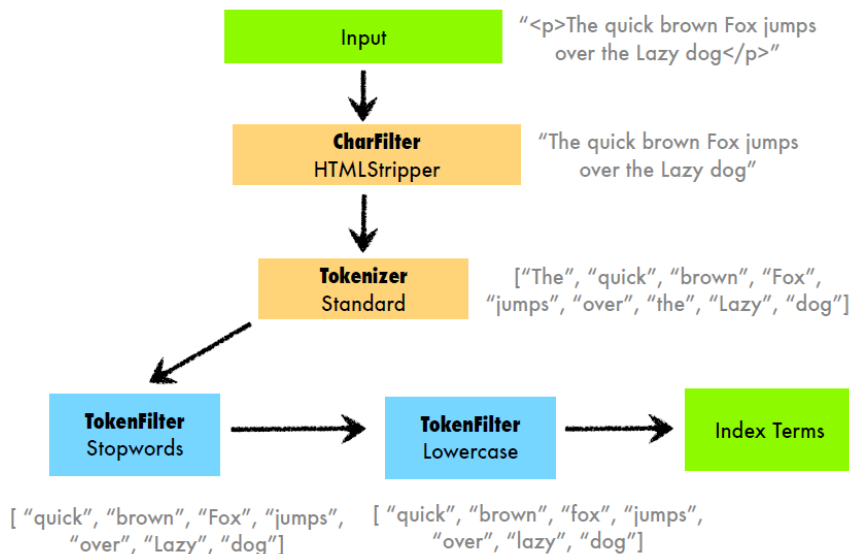 Input
“<p>The quick brown Fox jumps
over the Lazy dog</p>”
CharFilter
HTMLStripper
“The quick brown Fox jumps
over the Lazy dog”
Tokenizer
Standard
[“The”, “quick”, “brown”, “Fox”,
“jumps”, “over”, “the”, “Lazy”, “dog”]
TokenFilter
Stopwords
TokenFilter
Lowercase
Index Terms
[ “quick”, “brown”, “Fox”, “jumps”,
“over”, “Lazy”, “dog”]
[ “quick”, “brown”, “fox”, “jumps”,
“over”, “lazy”, “dog”]